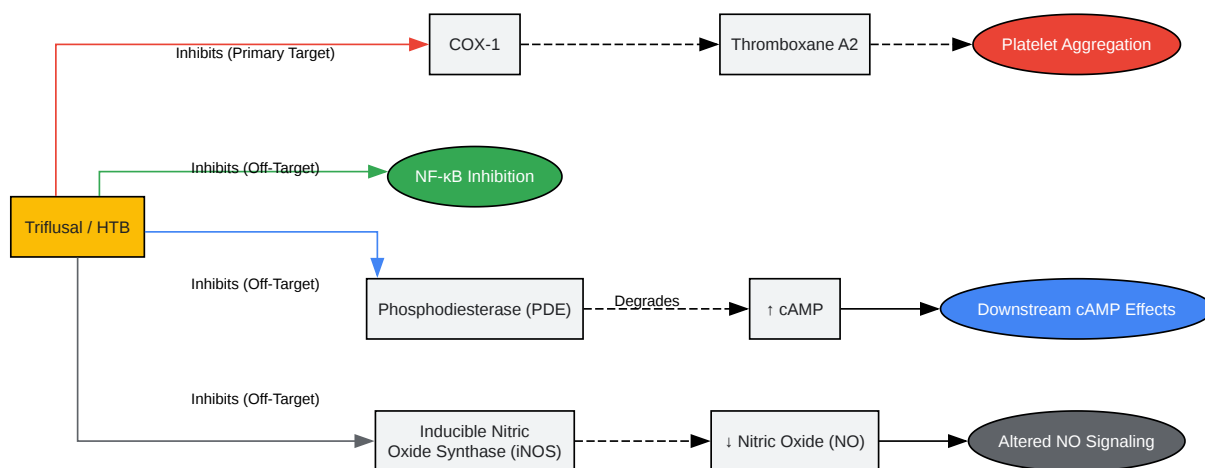 Inhibits (Primary Target)
COX-1
Thromboxane A2
Platelet Aggregation
Inhibits (Off-Target)
NF-κB Inhibition
Triflusal / HTB
Inhibits (Off-Target)
Phosphodiesterase (PDE)
Degrades
↑ cAMP
Downstream cAMP Effects
Inhibits (Off-Target)
Inducible Nitric
Oxide Synthase (iNOS)
↓ Nitric Oxide (NO)
Altered NO Signaling